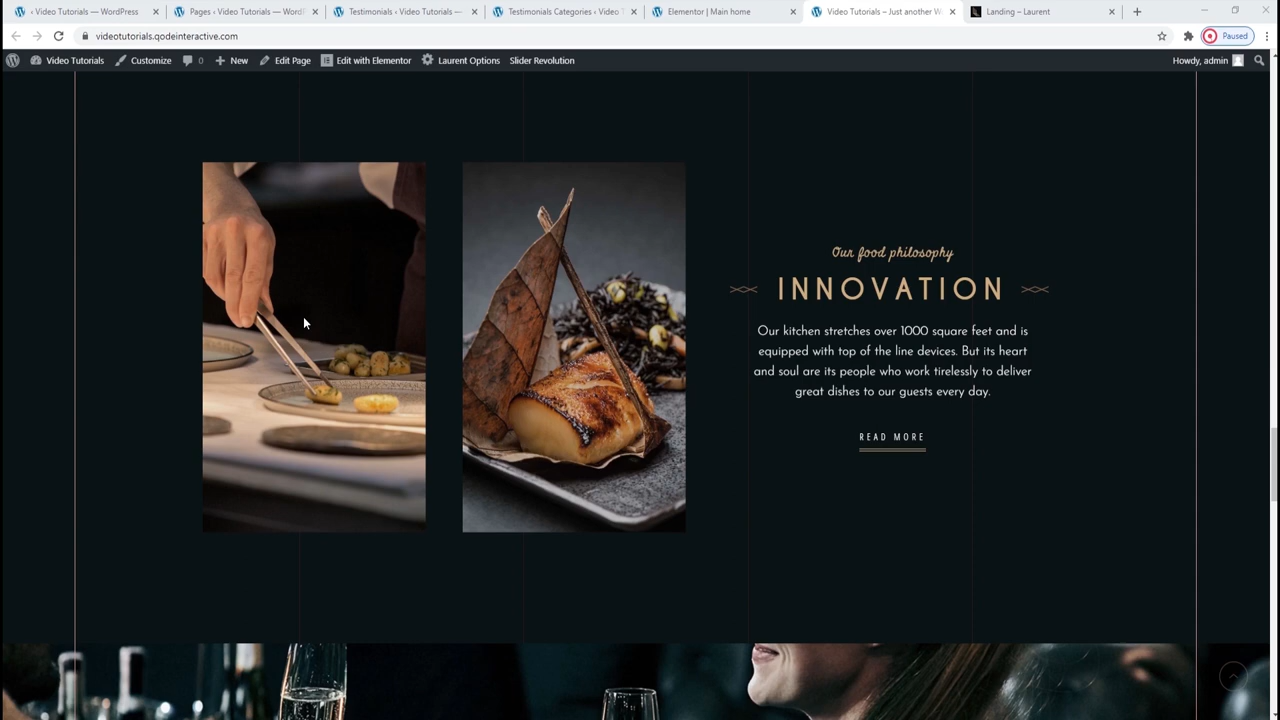 ‹ Video Tutorials — WordPress
Pages ‹ Video Tutorials — WordP
Testimonials ‹ Video Tutorials —
Testimonials Categories ‹ Video T
Elementor | Main home
Video Tutorials – Just another W
Landing – Laurent
videotutorials.qodeinteractive.com
Paused
Video Tutorials
Customize
0
New
Edit Page
Edit with Elementor
Laurent Options
Slider Revolution
Howdy, admin
Our food philosophy
INNOVATION
Our kitchen stretches over 1000 square feet and is
equipped with top of the line devices. But its heart
and soul are its people who work tirelessly to deliver
great dishes to our guests every day.
READ MORE